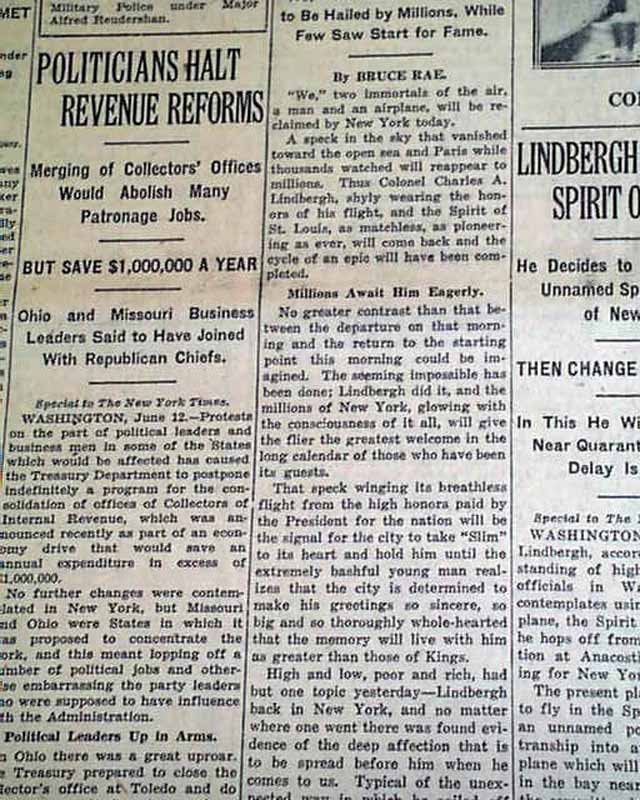 MET
Military Police under Major
Alfred Reudershan.
POLITICIANS HALT
REVENUE REFORMS
Merging of Collectors' Offices
Would Abolish Many
Patronage Jobs.
BUT SAVE $1,000,000 A YEAR
Ohio and Missouri Business
Leaders Said to Have Joined
With Republican Chiefs.
Special to The New York Times.
WASHINGTON, June 12.—Protests
on the part of political leaders and
business men in some of the States
which would be affected has caused
the Treasury Department to postpone
indefinitely a program for the con-
solidation of offices of Collectors of
Internal Revenue, which was an-
nounced recently as part of an econ-
omy drive that would save an
annual expenditure in excess of
$1,000,000.
No further changes were contem-
lated in New York, but Missouri
nd Ohio were States in which it
as proposed to concentrate the
ork, and this meant lopping off a
umber of political jobs and other-
se embarrassing the party leaders
ho were supposed to have influence
th the Administration.
Political Leaders Up in Arms.
n Ohio there was a great uproar.
e Treasury prepared to close the
lector's office at Toledo and do
to Be Hailed by Millions, While
Few Saw Start for Fame.
By BRUCE RAE.
"We," two immortals of the air,
a man and an airplane, will be re-
claimed by New York today.
A speck in the sky that vanished
toward the open sea and Paris while
thousands watched will reappear to
millions. Thus Colonel Charles A.
Lindbergh, shyly wearing the hon-
ors of his flight, and the Spirit of
St. Louis, as matchless, as pioneer-
ing as ever, will come back and the
cycle of an epic will have been com-
pleted.
Millions Await Him Eagerly.
No greater contrast than that be-
tween the departure on that morn-
ing and the return to the starting
point this morning could be im-
agined. The seeming impossible has
been done; Lindbergh did it, and the
millions of New York, glowing with
the consciousness of it all, will give
the flier the greatest welcome in the
long calendar of those who have been
its guests.
That speck winging its breathless
flight from the high honors paid by
the President for the nation will be
the signal for the city to take "Slim"
to its heart and hold him until the
extremely bashful young man real-
izes that the city is determined to
make his greetings so sincere, so
big and so thoroughly whole-hearted
that the memory will live with him
as greater than those of Kings.
High and low, poor and rich, had
but one topic yesterday—Lindbergh
back in New York, and no matter
where one went there was found evi-
dence of the deep affection that is
to be spread before him when he
comes to us. Typical of the unex-
pected way in which he sailed off
CO
LINDBERGH
SPIRIT O
He Decides to
Unnamed Sp
of New
THEN CHANGE
In This He Wi
Near Quarant
Delay Is
Special to The
WASHINGTON
Lindbergh, accom
standing of high
officials in Wa
contemplates usi
plane, the Spirit
he hops off from
tion at Anacosti
ing for New Yor
The present pl
to fly in the Sp
an unnamed po
tranship into a
plane which will
in the bay near